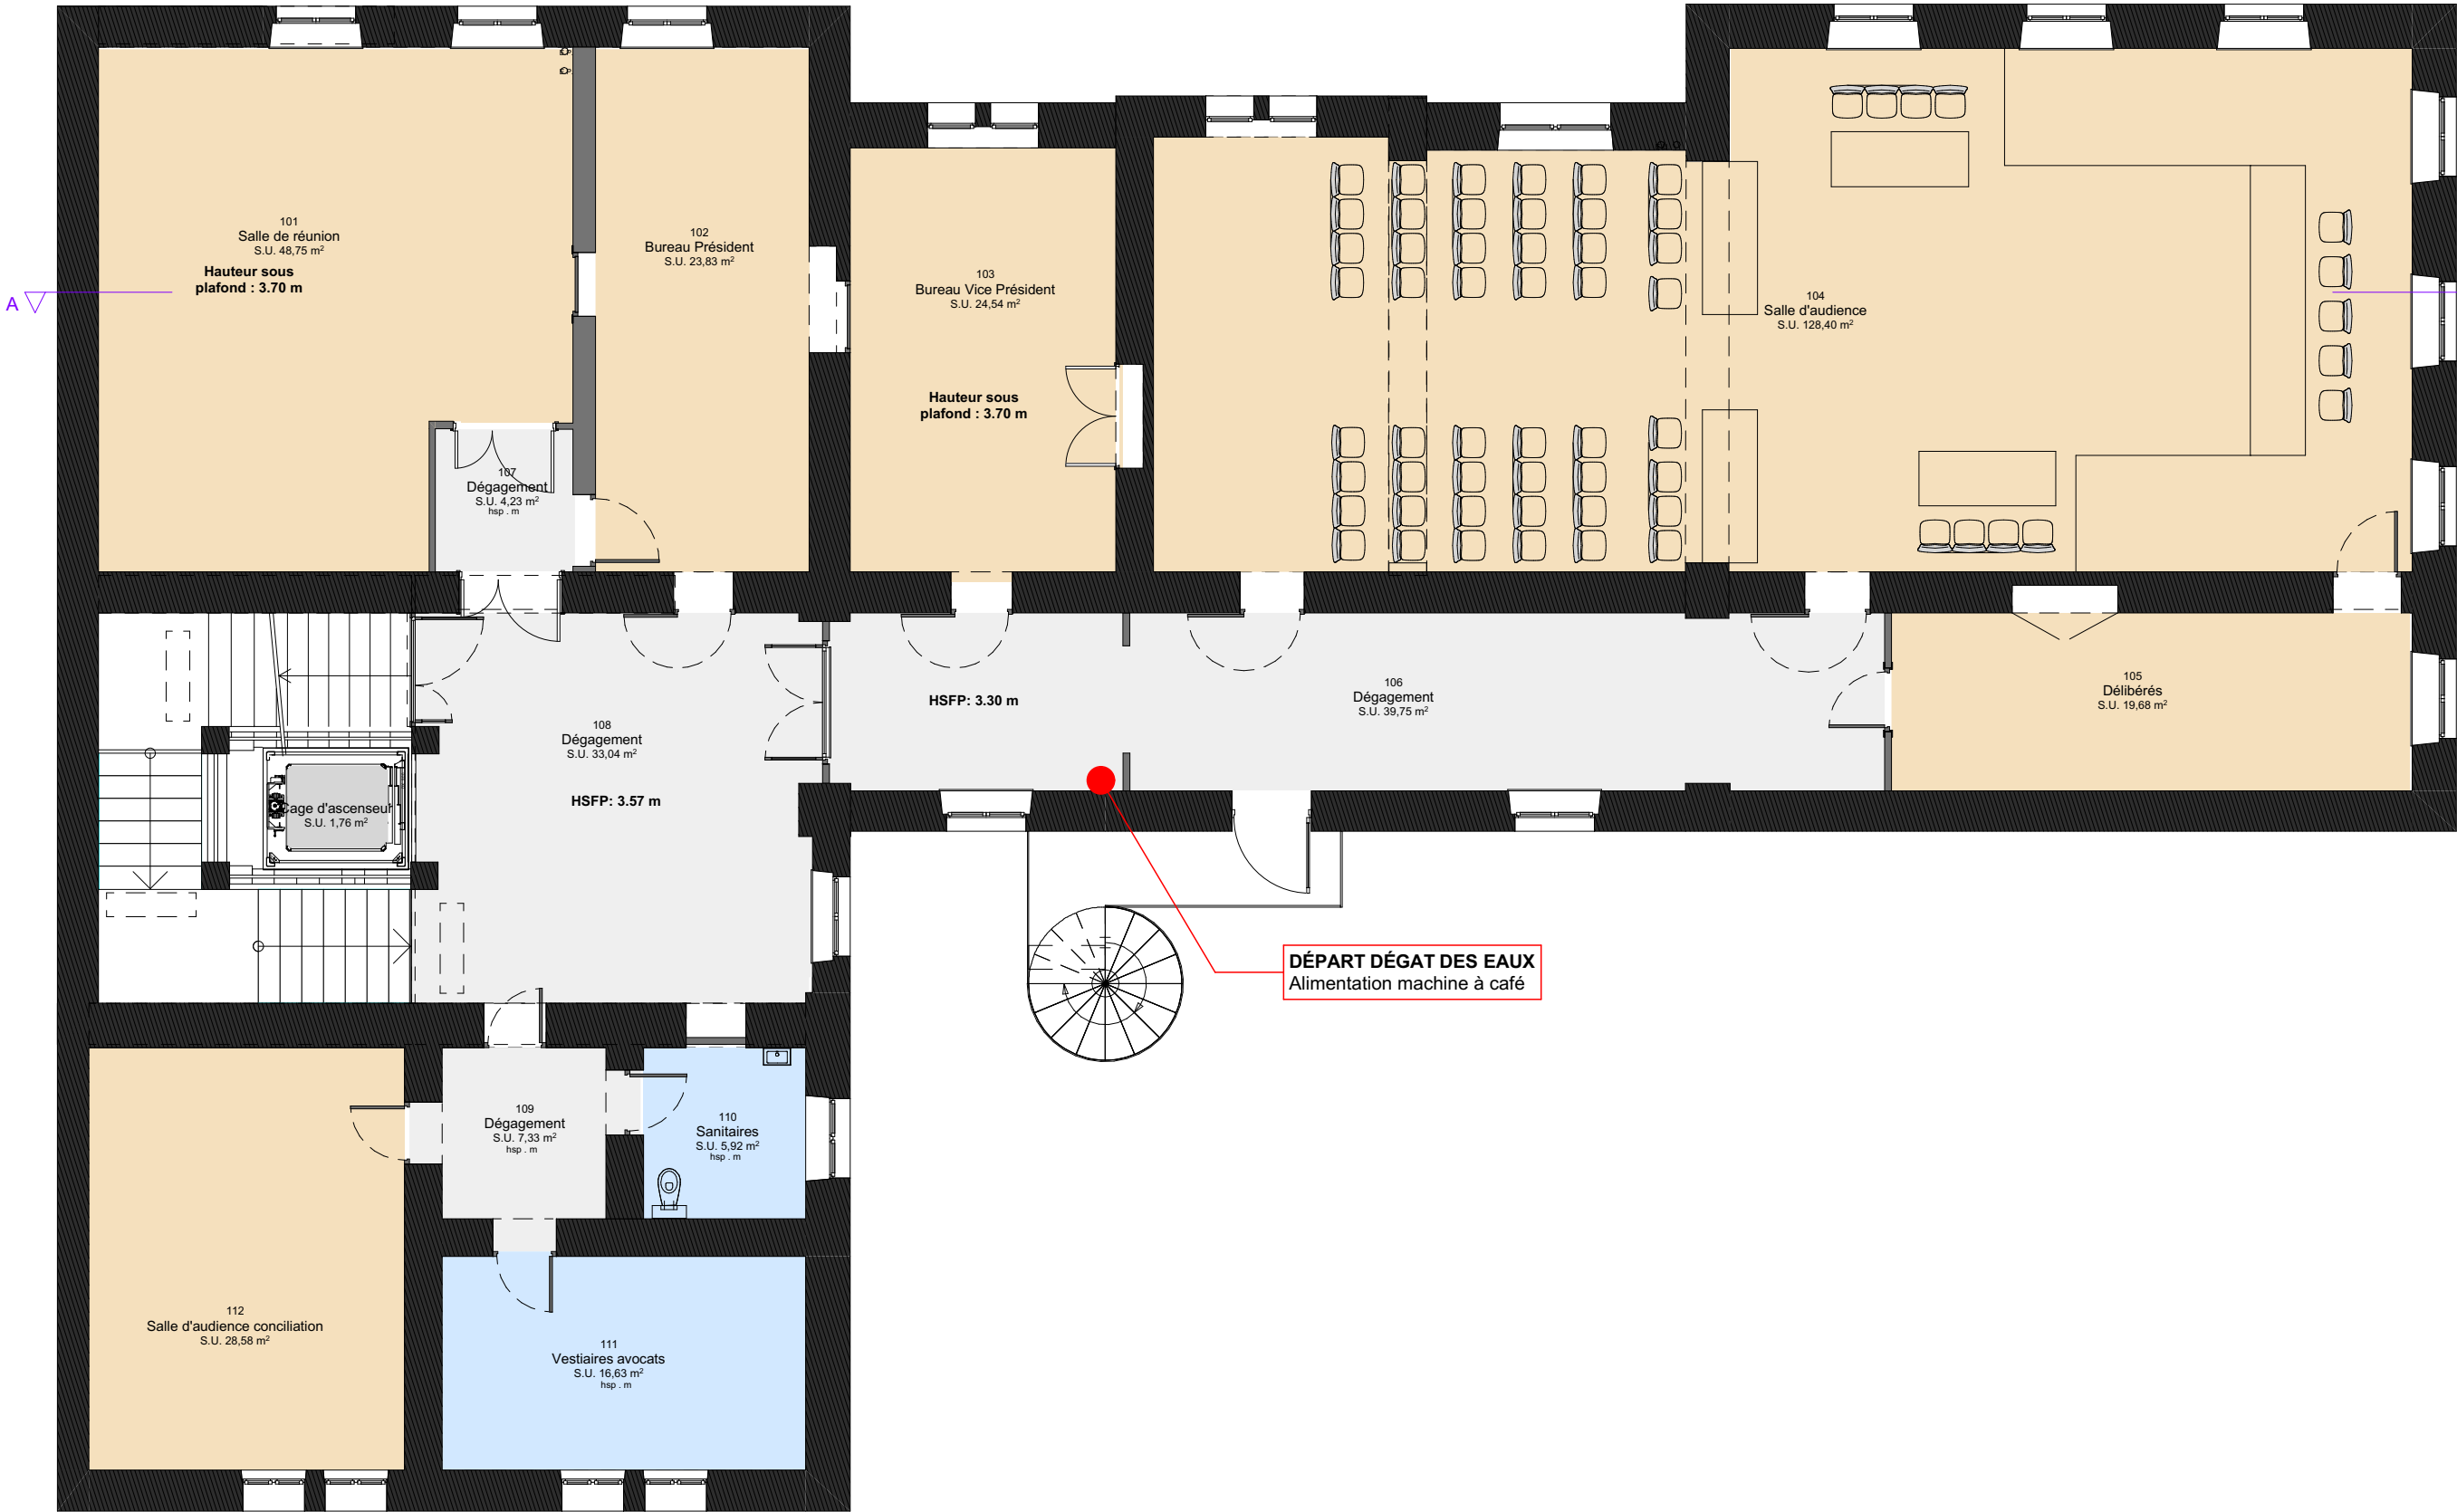 101
Salle de réunion
S.U. 48,75 m²
Hauteur sous
plafond : 3.70 m
102
Bureau Président
S.U. 23,83 m²
103
Bureau Vice Président
S.U. 24,54 m²
Hauteur sous
plafond : 3.70 m
104
Salle d'audience
S.U. 128,40 m²
A
107
Dégagement
S.U. 4,23 m²
hsp . m
108
Dégagement
S.U. 33,04 m²
HSFP: 3.57 m
HSFP: 3.30 m
106
Dégagement
S.U. 39,75 m²
105
Délibérés
S.U. 19,68 m²
Cage d'ascenseur
S.U. 1,76 m²
DÉPART DÉGAT DES EAUX
Alimentation machine à café
109
Dégagement
S.U. 7,33 m²
hsp . m
110
Sanitaires
S.U. 5,92 m²
hsp . m
112
Salle d'audience conciliation
S.U. 28,58 m²
111
Vestiaires avocats
S.U. 16,63 m²
hsp . m